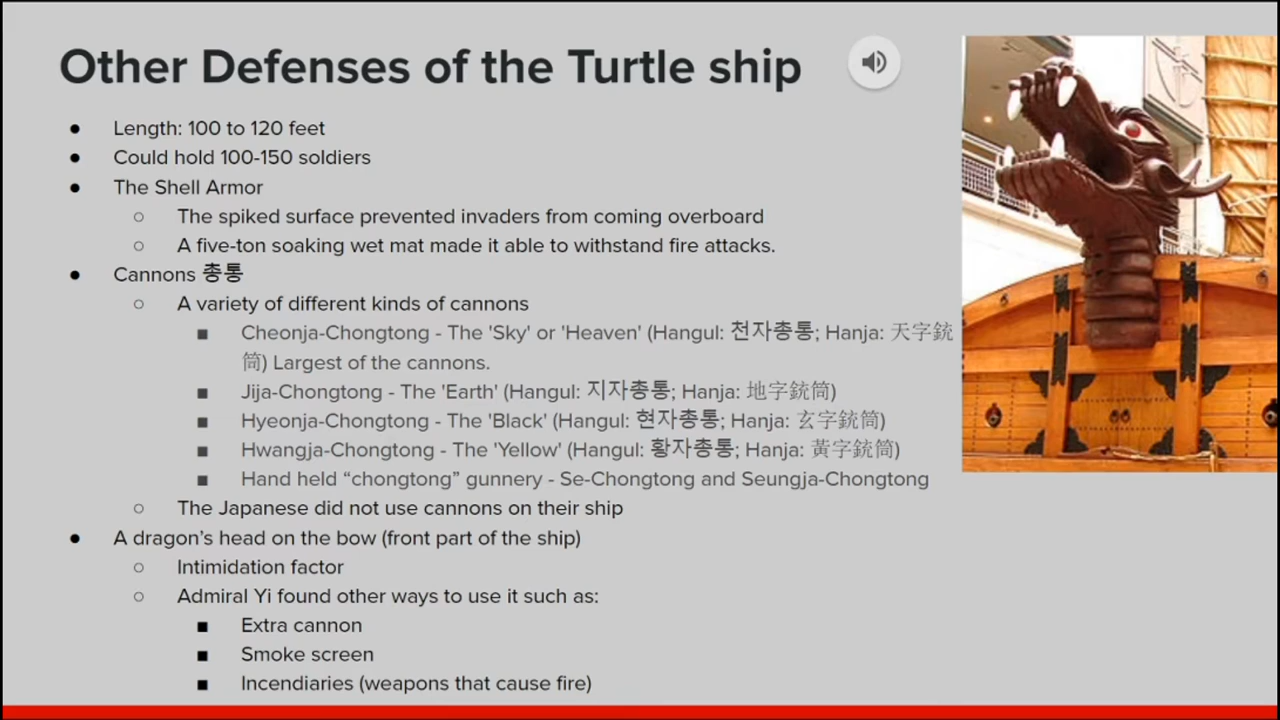 Other Defenses of the Turtle ship
● Length: 100 to 120 feet
● Could hold 100-150 soldiers
● The Shell Armor
○ The spiked surface prevented invaders from coming overboard
○ A five-ton soaking wet mat made it able to withstand fire attacks.
● Cannons 총통
○ A variety of different kinds of cannons
■ Cheonja-Chongtong - The 'Sky' or 'Heaven' (Hangul: 천자총통; Hanja: 天字銃
筒) Largest of the cannons.
■ Jija-Chongtong - The 'Earth' (Hangul: 지자총통; Hanja: 地字銃筒)
■ Hyeonja-Chongtong - The 'Black' (Hangul: 현자총통; Hanja: 玄字銃筒)
■ Hwangja-Chongtong - The 'Yellow' (Hangul: 황자총통; Hanja: 黃字銃筒)
■ Hand held “chongtong” gunnery - Se-Chongtong and Seungja-Chongtong
○ The Japanese did not use cannons on their ship
● A dragon’s head on the bow (front part of the ship)
○ Intimidation factor
○ Admiral Yi found other ways to use it such as:
■ Extra cannon
■ Smoke screen
■ Incendiaries (weapons that cause fire)